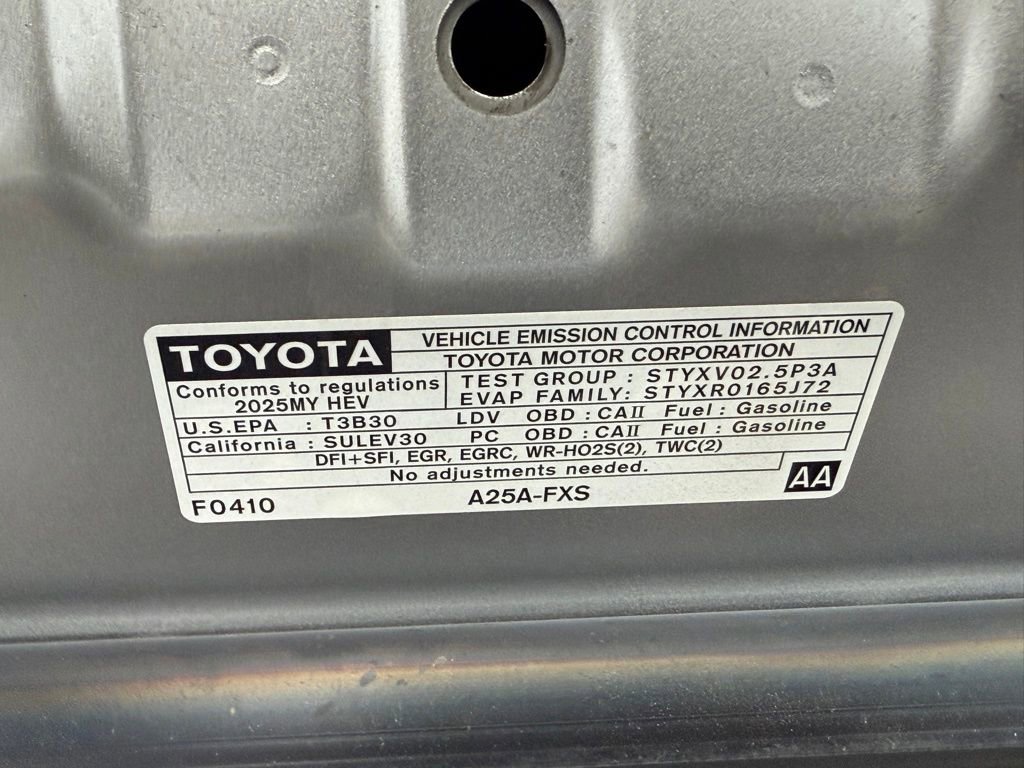 TOYOTA
VEHICLE EMISSION CONTROL INFORMATION
TOYOTA MOTOR CORPORATION
Conforms to regulations
2025MY HEV
TEST GROUP : STYXV02.5P3A
EVAP FAMILY: STYXR0165J72
U.S.EPA : T3B30 LDV OBD : CAII Fuel : Gasoline
California : SULEV30 PC OBD : CAII Fuel : Gasoline
DFI+SFI, EGR, EGRC, WR-HO2S(2), TWC(2)
No adjustments needed.
F0410 A25A-FXS AA